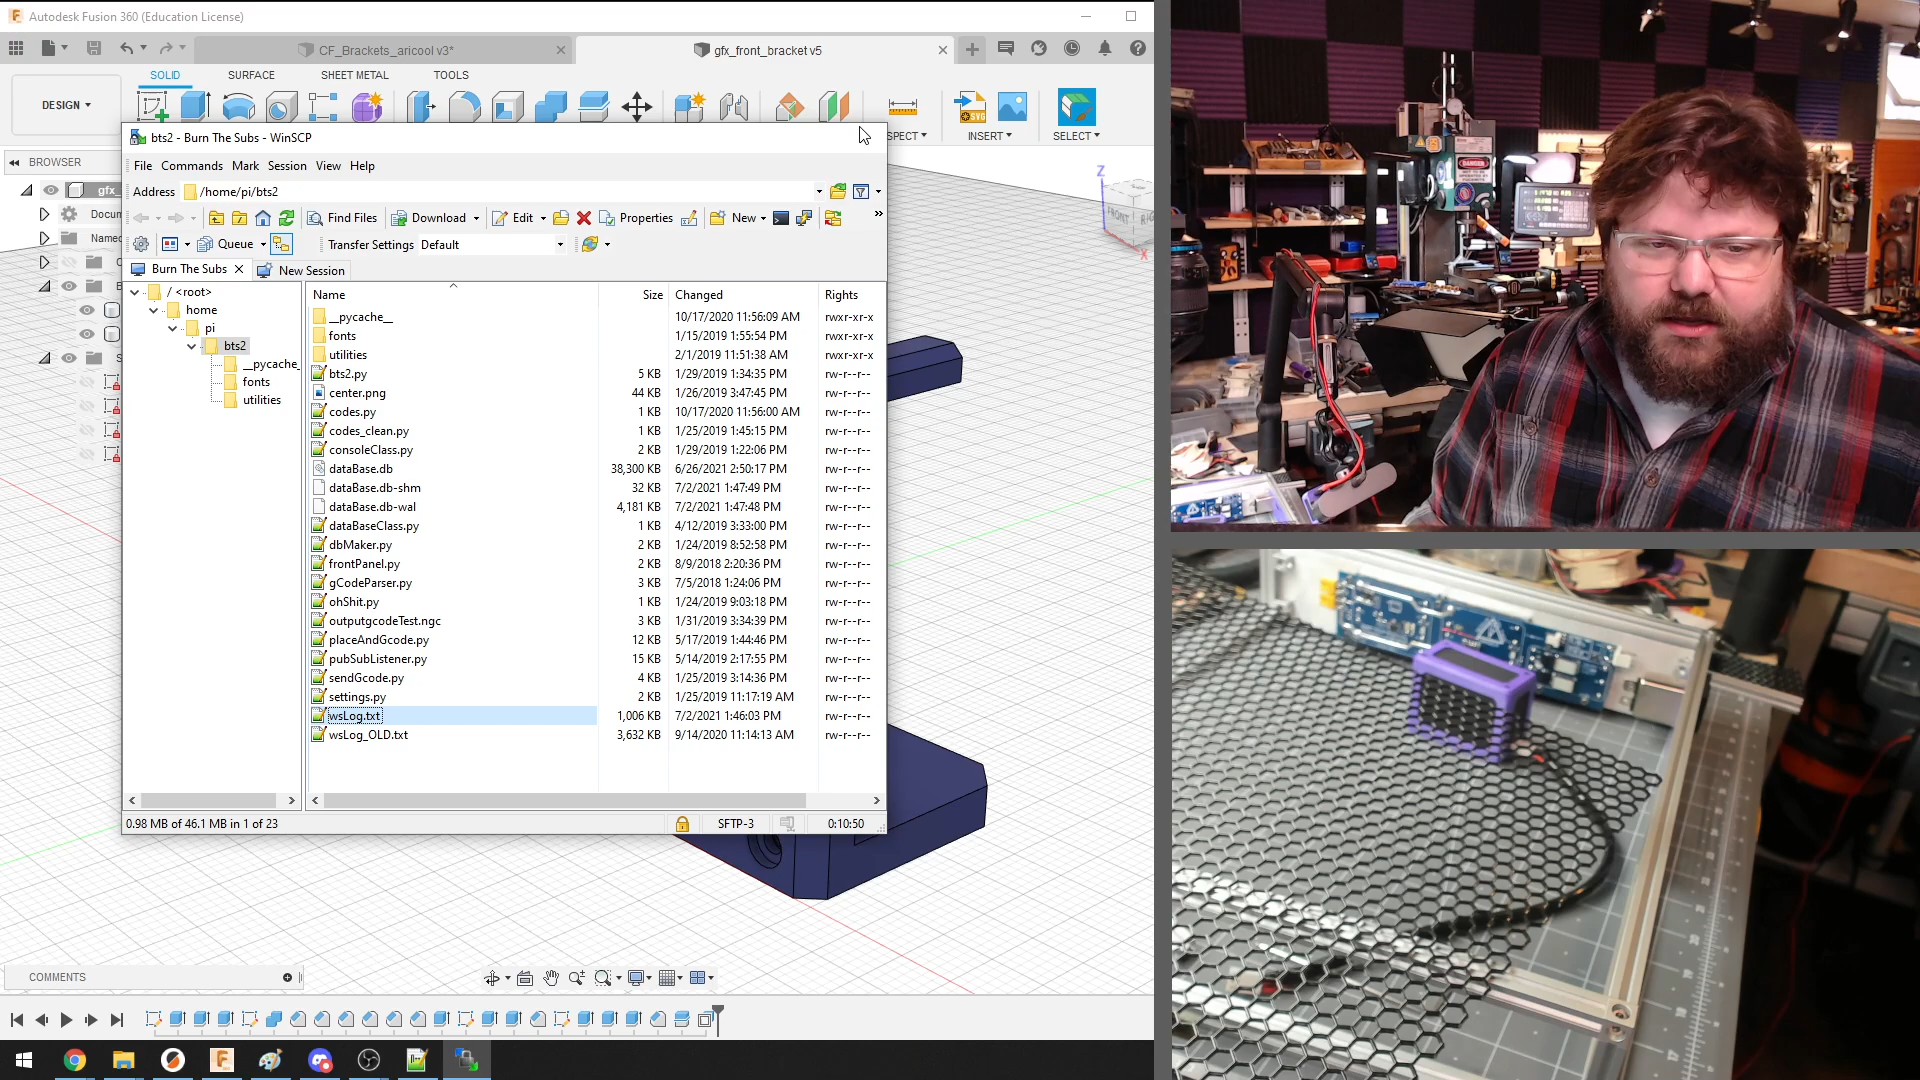 Autodesk Fusion 360 (Education License)
CF_Brackets_aricool v3*
gfx_front_bracket v5
SOLID
SURFACE
SHEET METAL
TOOLS
DESIGN
SPECT
INSERT
SELECT
bts2 - Burn The Subs - WinSCP
BROWSER
File Commands Mark Session View Help
Address /home/pi/bts2
gfx_
Docum
Named
Find Files Download Edit Properties New
Queue Transfer Settings Default
Burn The Subs New Session
/ <root>
home
pi
bts2
__pycache_
fonts
utilities
Name Size Changed Rights
__pycache__ 10/17/2020 11:56:09 AM rwxr-xr-x
fonts 1/15/2019 1:55:54 PM rwxr-xr-x
utilities 2/1/2019 11:51:38 AM rwxr-xr-x
bts2.py 5 KB 1/29/2019 1:34:35 PM rw-r--r--
center.png 44 KB 1/26/2019 3:47:45 PM rw-r--r--
codes.py 1 KB 10/17/2020 11:56:00 AM rw-r--r--
codes_clean.py 1 KB 1/25/2019 1:45:15 PM rw-r--r--
consoleClass.py 2 KB 1/29/2019 1:22:06 PM rw-r--r--
dataBase.db 38,300 KB 6/26/2021 2:50:17 PM rw-r--r--
dataBase.db-shm 32 KB 7/2/2021 1:47:49 PM rw-r--r--
dataBase.db-wal 4,181 KB 7/2/2021 1:47:48 PM rw-r--r--
dataBaseClass.py 1 KB 4/12/2019 3:33:00 PM rw-r--r--
dbMaker.py 2 KB 1/24/2019 8:52:58 PM rw-r--r--
frontPanel.py 2 KB 8/9/2018 2:20:36 PM rw-r--r--
gCodeParser.py 3 KB 7/5/2018 1:24:06 PM rw-r--r--
ohShit.py 1 KB 1/24/2019 9:03:18 PM rw-r--r--
outputgcodeTest.ngc 3 KB 1/31/2019 3:34:39 PM rw-r--r--
placeAndGcode.py 12 KB 5/17/2019 1:44:46 PM rw-r--r--
pubSubListener.py 15 KB 5/14/2019 2:17:55 PM rw-r--r--
sendGcode.py 4 KB 1/25/2019 3:14:36 PM rw-r--r--
settings.py 2 KB 1/25/2019 11:17:19 AM rw-r--r--
wsLog.txt 1,006 KB 7/2/2021 1:46:03 PM rw-r--r--
wsLog_OLD.txt 3,632 KB 9/14/2020 11:14:13 AM rw-r--r--
0.98 MB of 46.1 MB in 1 of 23
SFTP-3
0:10:50
Z
FRONT
X
COMMENTS
DANGER